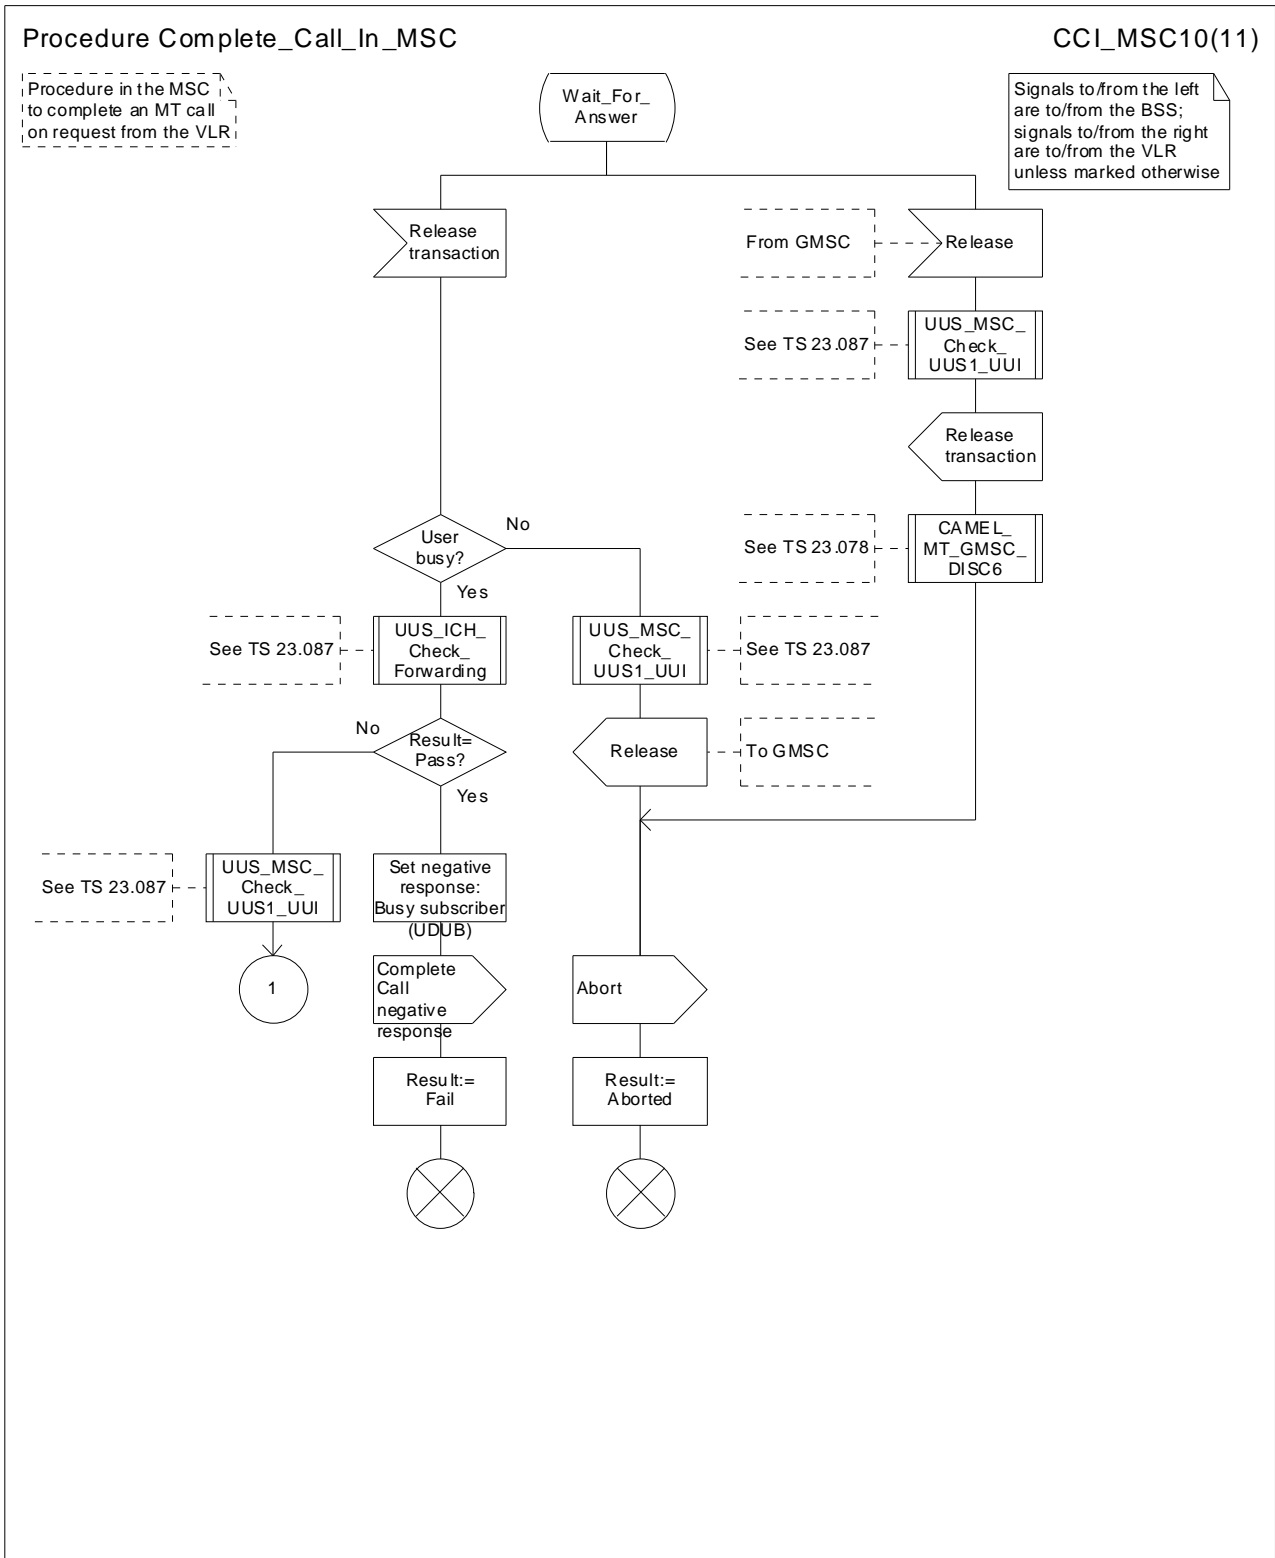 Procedure Complete_Call_In_MSC
CCI_MSC10(11)
Procedure in the MSC
to complete an MT call
on request from the VLR
Wait_For_
Answer
Signals to/from the left
are to/from the BSS;
signals to/from the right
are to/from the VLR
unless marked otherwise
Release
transaction
From GMSC
Release
See TS 23.087
UUS_MSC_
Check_
UUS1_UUI
Release
transaction
User
busy?
No
Yes
See TS 23.078
CAMEL_
MT_GMSC_
DISC6
See TS 23.087
UUS_ICH_
Check_
Forwarding
UUS_MSC_
Check_
UUS1_UUI
See TS 23.087
No
Result=
Pass?
Yes
Release
To GMSC
See TS 23.087
UUS_MSC_
Check_
UUS1_UUI
Set negative
response:
Busy subscriber
(UDUB)
1
Complete
Call
negative
response
Abort
Result:=
Fail
Result:=
Aborted